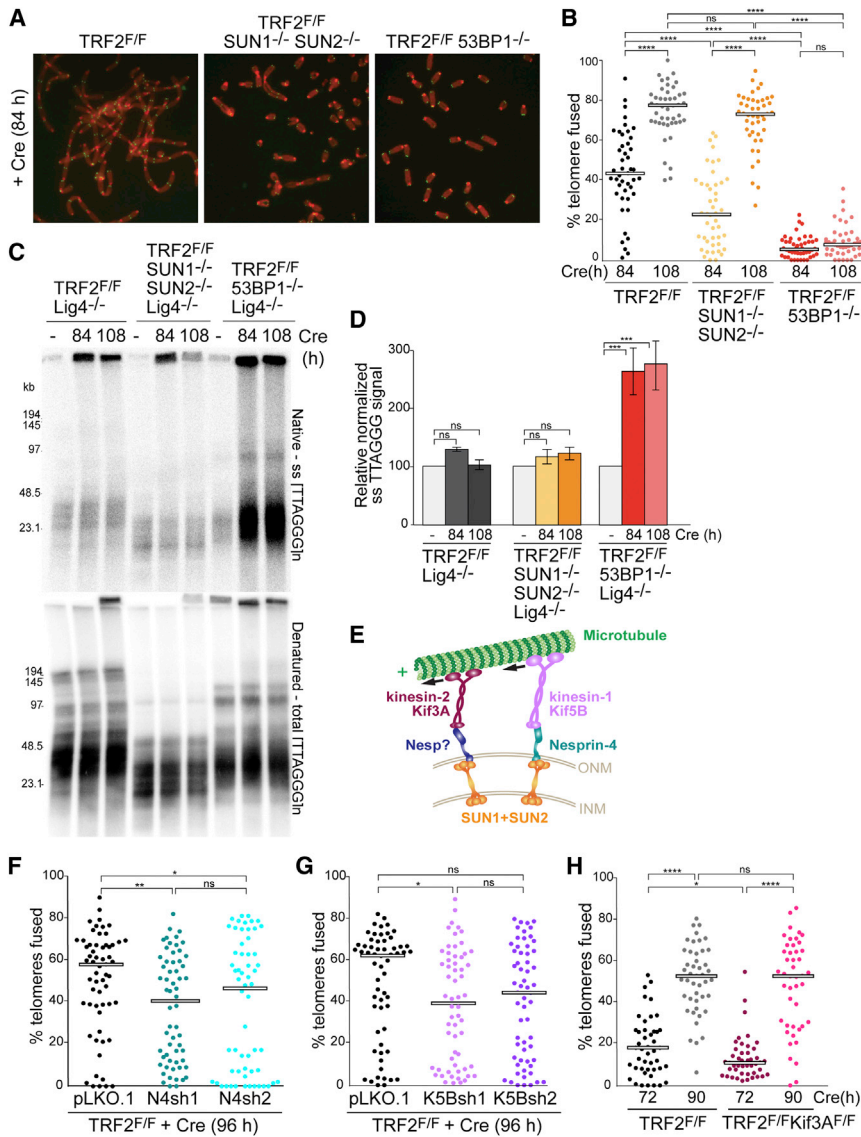 A
TRF2F/F
TRF2F/F
SUN1-/- SUN2-/-
TRF2F/F 53BP1-/-
+ Cre (84 h)
B
****
ns
****
****
****
****
****
****
ns
% telomere fused
100
80
60
40
20
0
Cre(h)
84
108
84
108
84
108
TRF2F/F
TRF2F/F
SUN1-/-
SUN2-/-
TRF2F/F
53BP1-/-
C
TRF2F/F
Lig4-/-
TRF2F/F
SUN1-/-
SUN2-/-
Lig4-/-
TRF2F/F
53BP1-/-
Lig4-/-
- 84 108 - 84 108 - 84 108 Cre
(h)
kb
194
145
97
48.5
23.1
Native - ss [TTAGGG]n
194
145
97
48.5
23.1
Denatured - total [TTAGGG]n
D
Relative normalized
ss TTAGGG signal
300
200
100
0
ns
ns
ns
ns
***
***
- 84 108 - 84 108 - 84 108 Cre (h)
TRF2F/F
Lig4-/-
TRF2F/F
SUN1-/-
SUN2-/-
Lig4-/-
TRF2F/F
53BP1-/-
Lig4-/-
E
Microtubule
+
kinesin-2
Kif3A
kinesin-1
Kif5B
Nesp?
Nesprin-4
ONM
INM
SUN1+SUN2
F
*
**
ns
% telomeres fused
100
80
60
40
20
0
pLKO.1 N4sh1 N4sh2
TRF2F/F + Cre (96 h)
G
ns
*
ns
% telomeres fused
100
80
60
40
20
0
pLKO.1 K5Bsh1 K5Bsh2
TRF2F/F + Cre (96 h)
H
****
ns
*
****
% telomeres fused
100
80
60
40
20
0
72 90 72 90 Cre(h)
TRF2F/F
TRF2F/FKif3AF/F